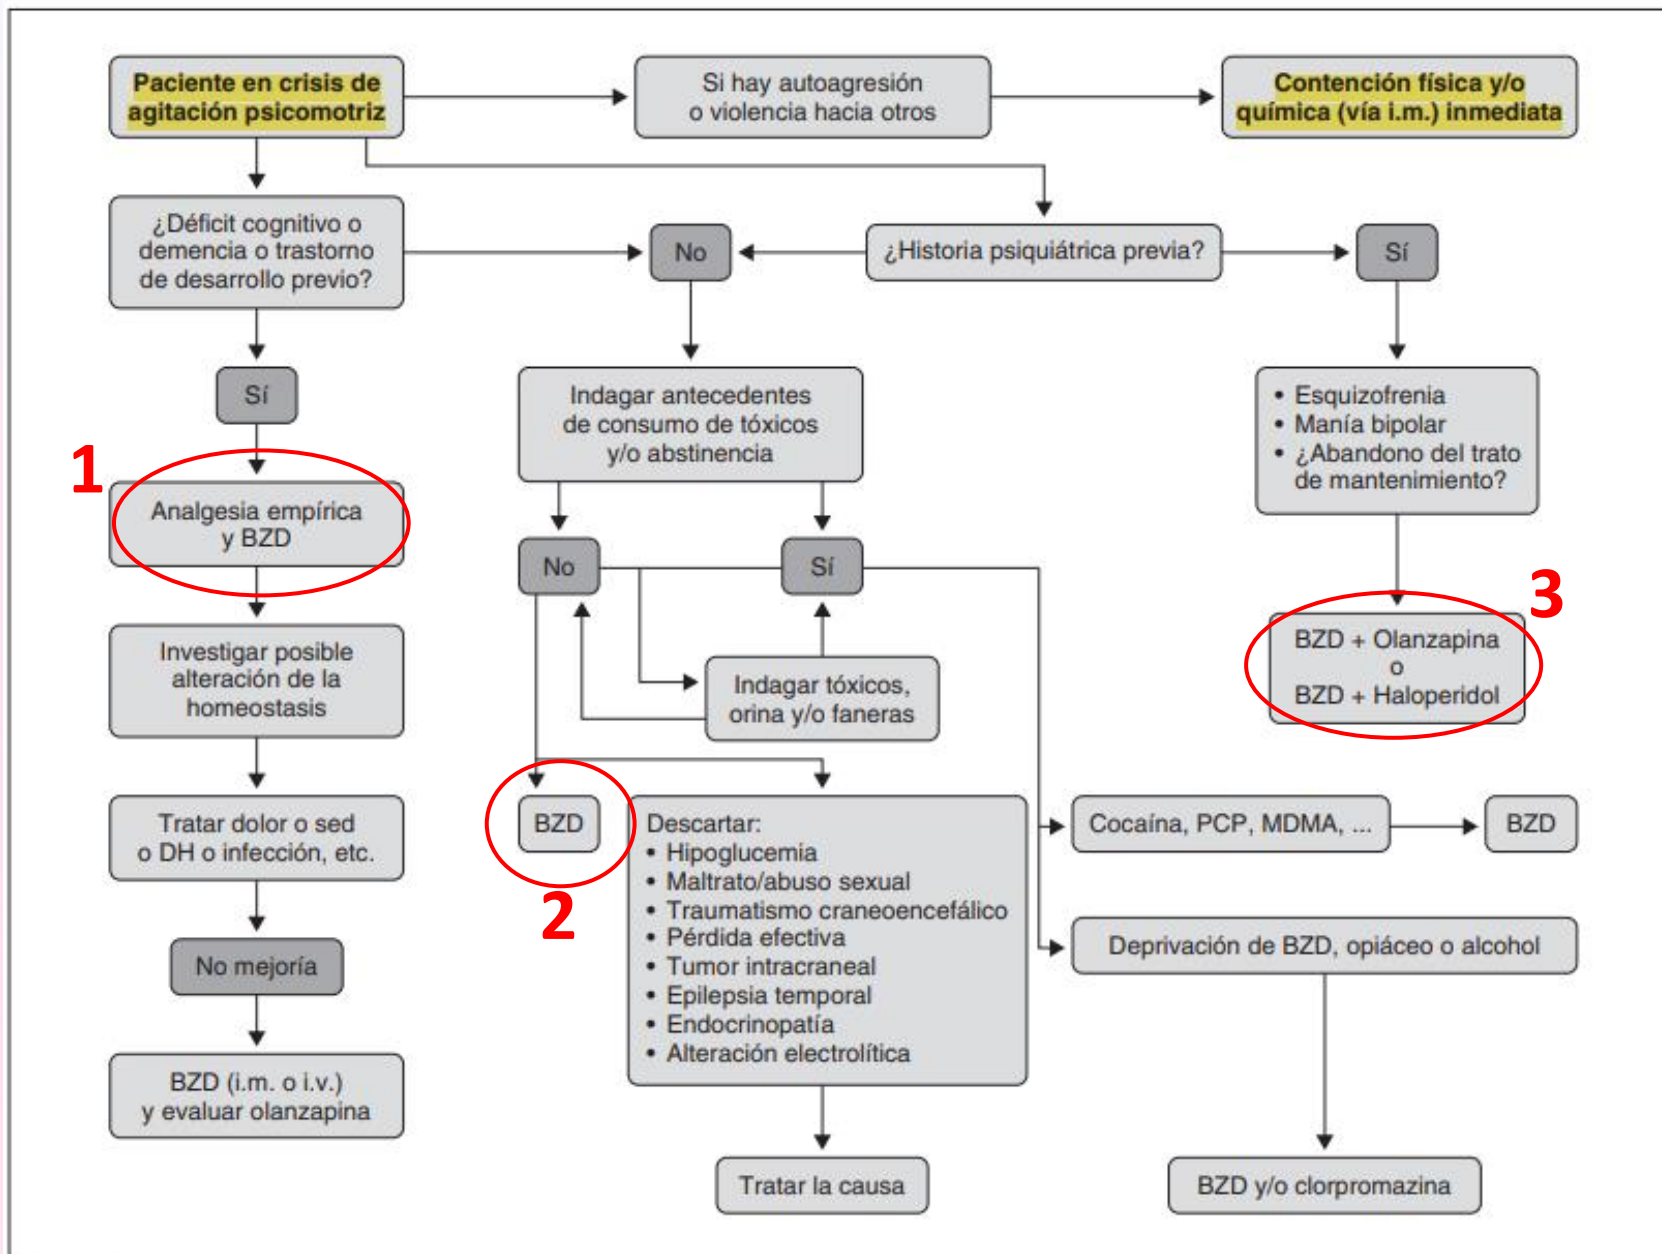 Paciente en crisis de
agitación psicomotriz
Si hay autoagresión
o violencia hacia otros
Contención física y/o
química (vía i.m.) inmediata
¿Déficit cognitivo o
demencia o trastorno
de desarrollo previo?
No
¿Historia psiquiátrica previa?
Sí
Sí
Indagar antecedentes
de consumo de tóxicos
y/o abstinencia
• Esquizofrenia
• Manía bipolar
• ¿Abandono del trato
de mantenimiento?
1
Analgesia empírica
y BZD
No
Sí
3
Investigar posible
alteración de la
homeostasis
Indagar tóxicos,
orina y/o faneras
BZD + Olanzapina
o
BZD + Haloperidol
Tratar dolor o sed
o DH o infección, etc.
BZD
2
Descartar:
• Hipoglucemia
• Maltrato/abuso sexual
• Traumatismo craneoencefálico
• Pérdida efectiva
• Tumor intracraneal
• Epilepsia temporal
• Endocrinopatía
• Alteración electrolítica
Cocaína, PCP, MDMA, ...
BZD
No mejoría
Deprivación de BZD, opiáceo o alcohol
BZD (i.m. o i.v.)
y evaluar olanzapina
Tratar la causa
BZD y/o clorpromazina